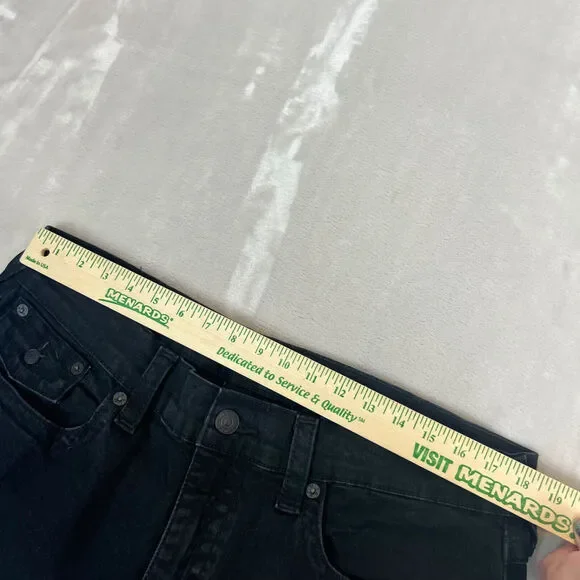 1 2 3 4 5 6 7 8 9 10 11 12 13 14 15 16 17 18 19
Made In USA
MENARDS®
Dedicated to Service & Quality℠
VISIT MENARDS